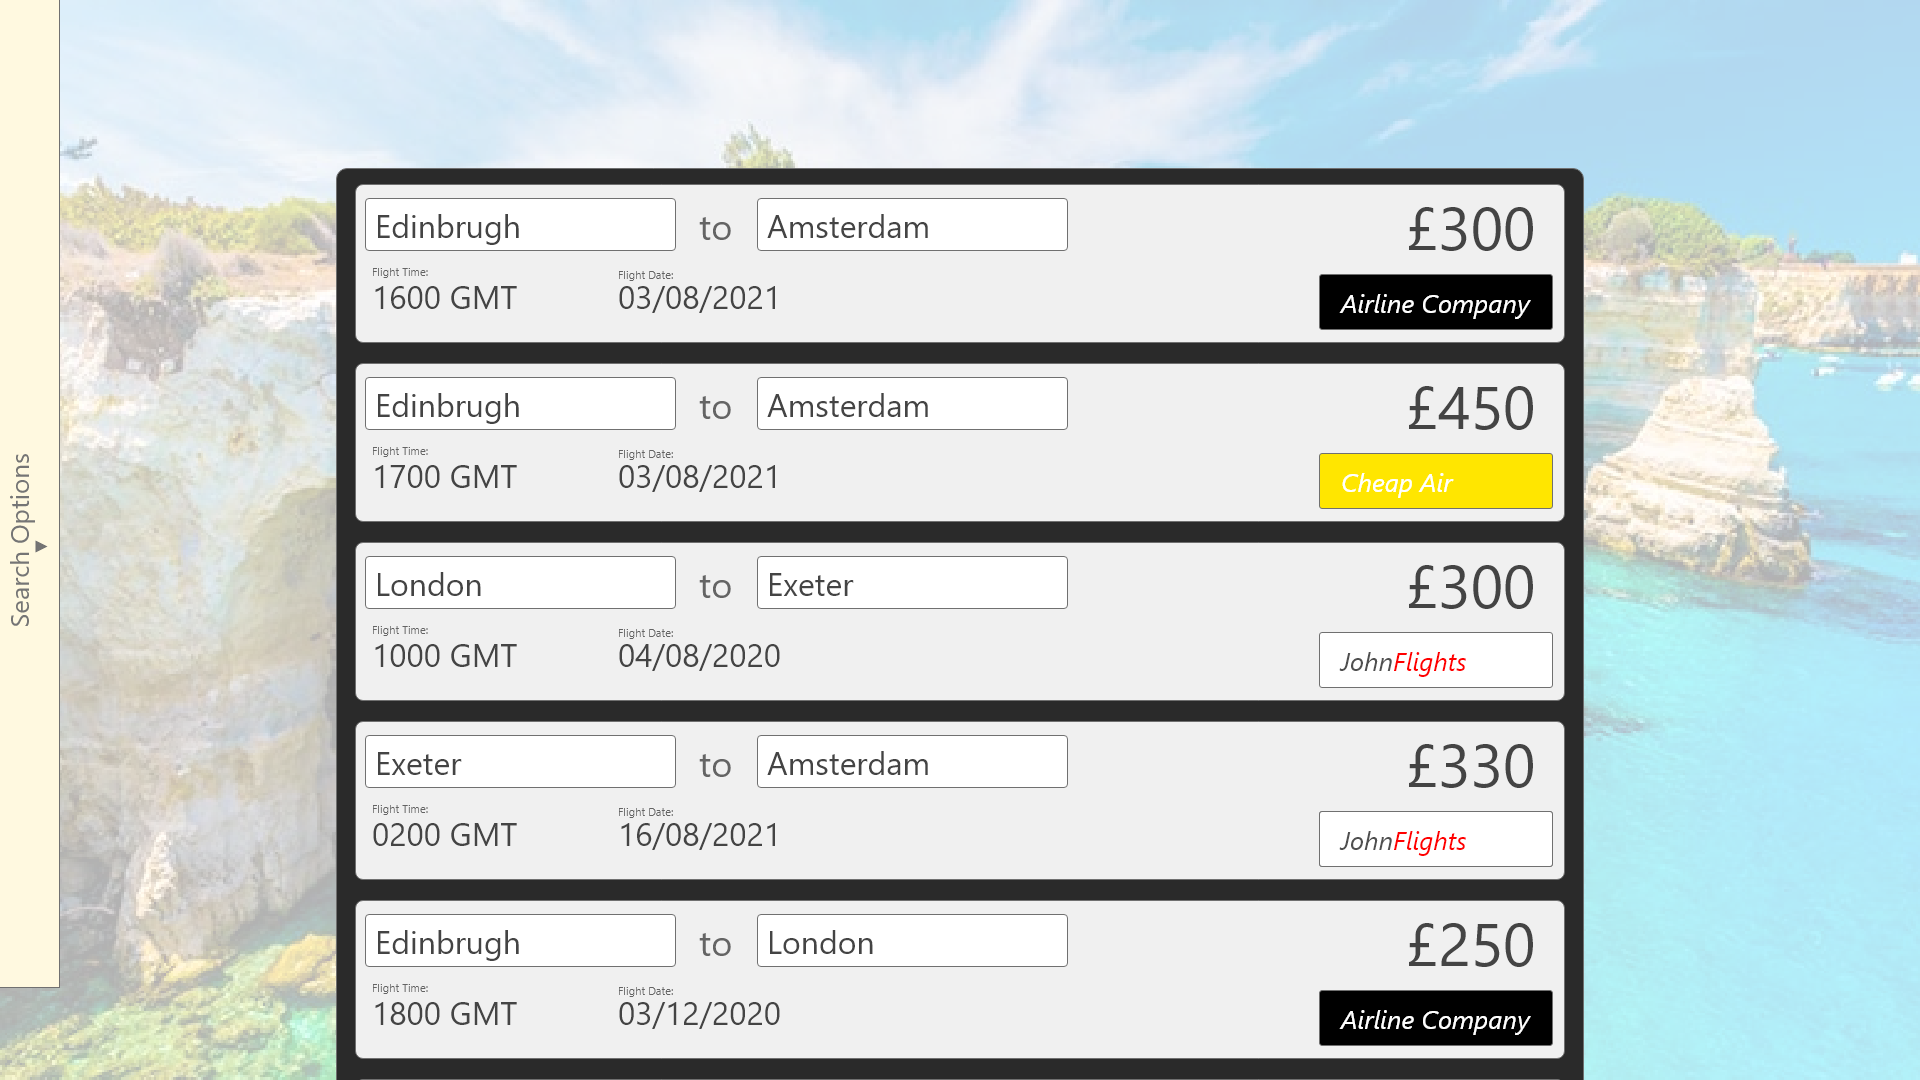 Search Options
Edinbrugh to Amsterdam £300
Flight Time: Flight Date:
1600 GMT 03/08/2021 Airline Company
Edinbrugh to Amsterdam £450
Flight Time: Flight Date:
1700 GMT 03/08/2021 Cheap Air
London to Exeter £300
Flight Time: Flight Date:
1000 GMT 04/08/2020 JohnFlights
Exeter to Amsterdam £330
Flight Time: Flight Date:
0200 GMT 16/08/2021 JohnFlights
Edinbrugh to London £250
Flight Time: Flight Date:
1800 GMT 03/12/2020 Airline Company